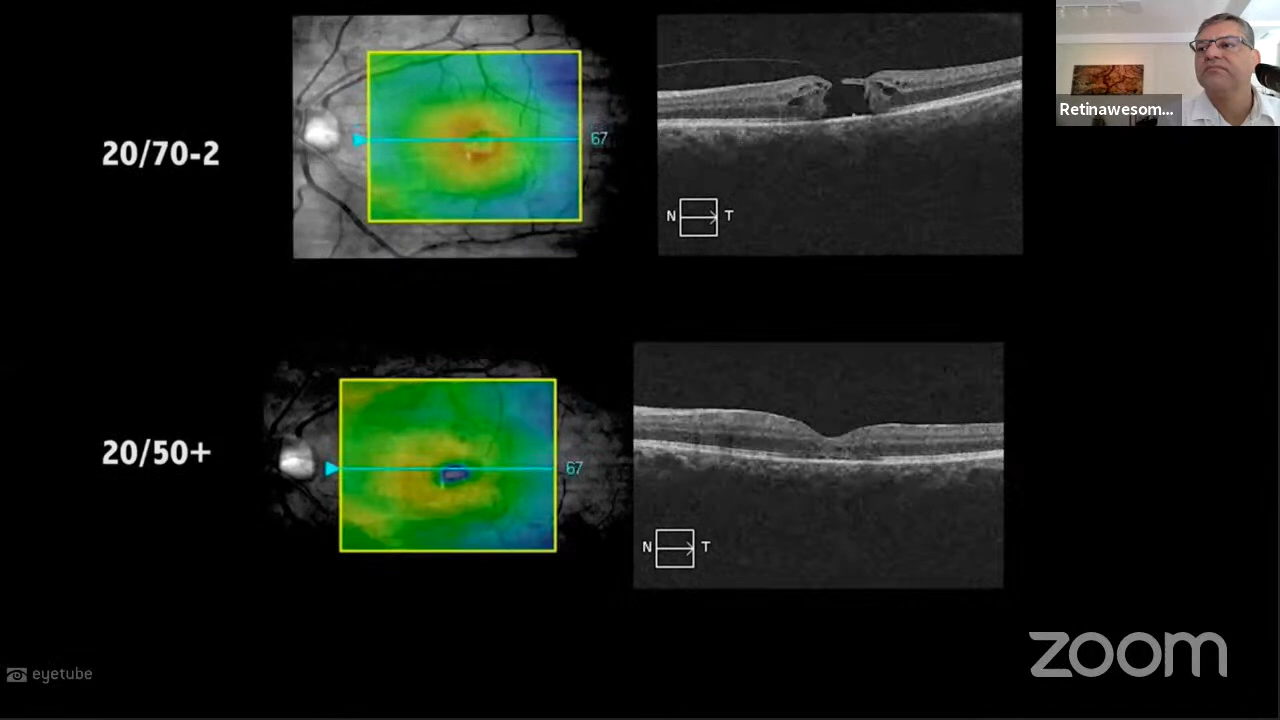 Retinawesom...
20/70-2
67
N T
20/50+
67
N T
eyetube
zoom